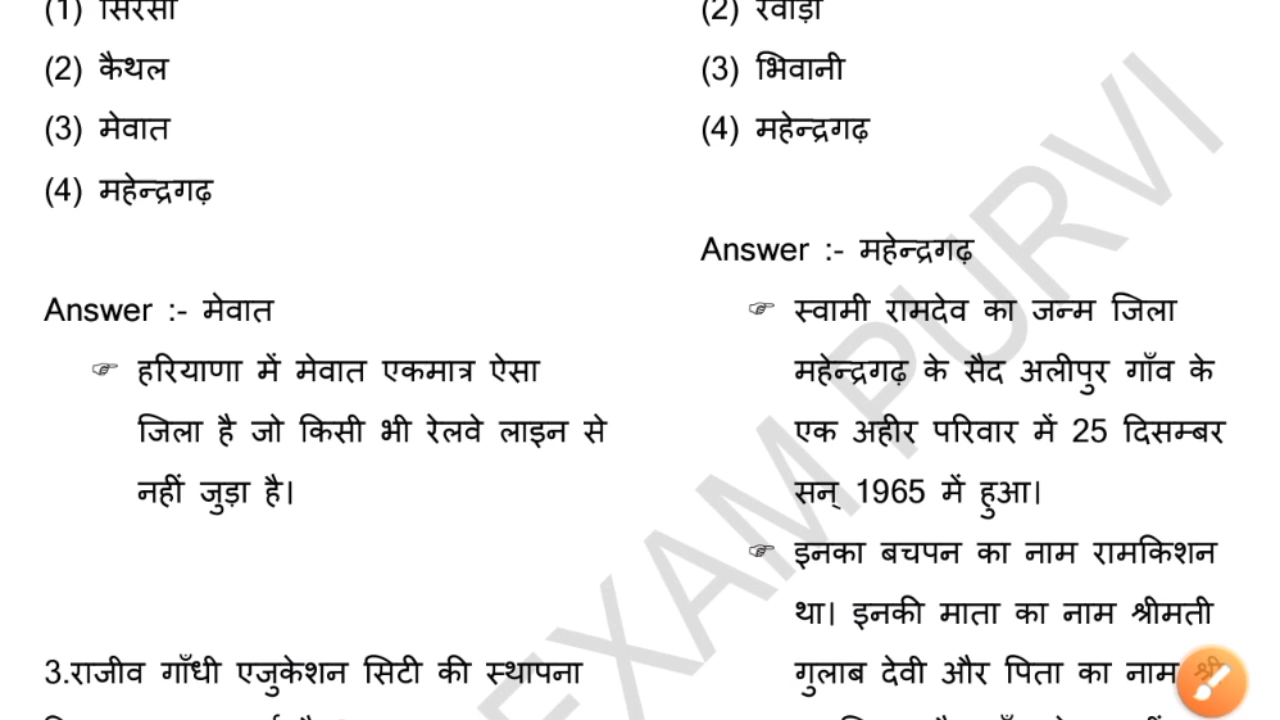 (1) सिरसा
(2) कैथल
(3) मेवात
(4) महेन्द्रगढ़
Answer :- मेवात
☞ हरियाणा में मेवात एकमात्र ऐसा
जिला है जो किसी भी रेलवे लाइन से
नहीं जुड़ा है।
3.राजीव गाँधी एजुकेशन सिटी की स्थापना
(2) रेवाड़ी
(3) भिवानी
(4) महेन्द्रगढ़
Answer :- महेन्द्रगढ़
☞ स्वामी रामदेव का जन्म जिला
महेन्द्रगढ़ के सैद अलीपुर गाँव के
एक अहीर परिवार में 25 दिसम्बर
सन् 1965 में हुआ।
☞ इनका बचपन का नाम रामकिशन
था। इनकी माता का नाम श्रीमती
गुलाब देवी और पिता का नाम श्री
EXAM PURVI